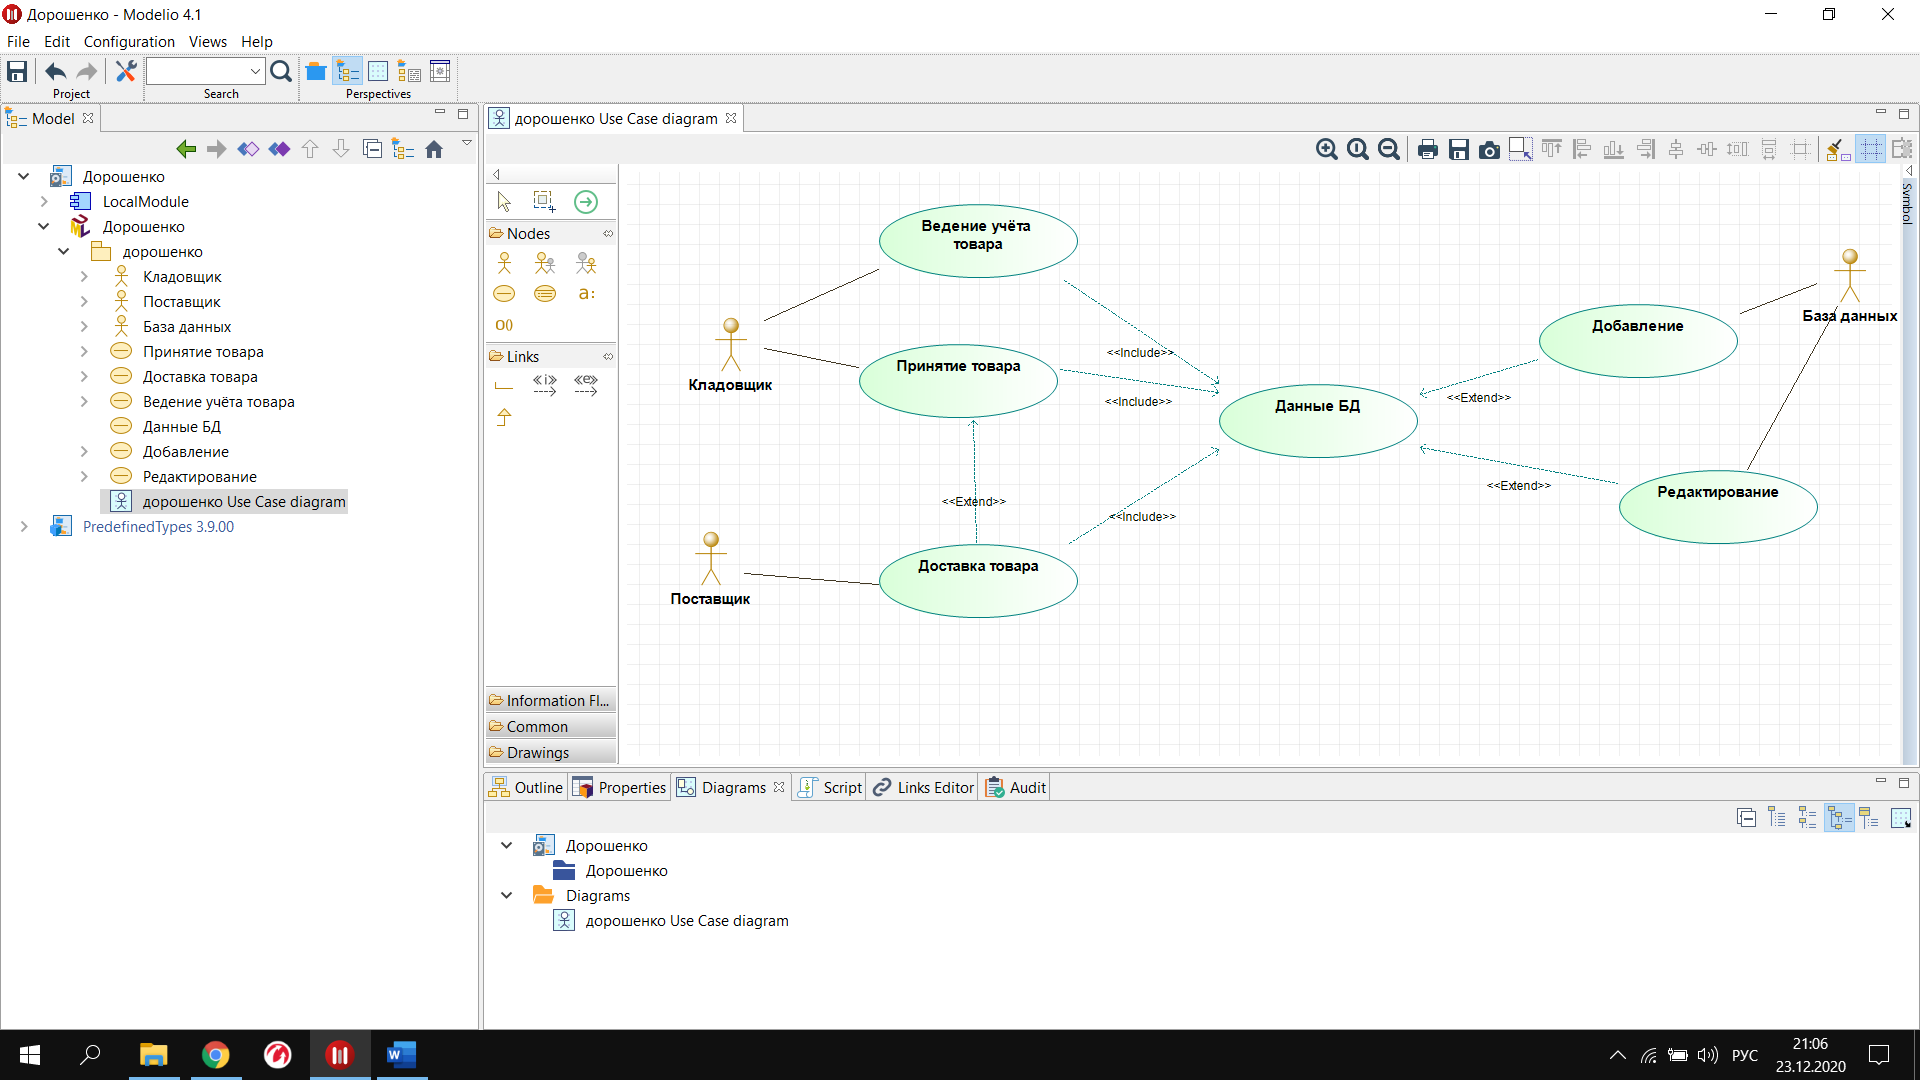 Дорошенко - Modelio 4.1
File Edit Configuration Views Help
Project Search Perspectives
Model
Дорошенко
LocalModule
Дорошенко
дорошенко
Кладовщик
Поставщик
База данных
Принятие товара
Доставка товара
Ведение учёта товара
Данные БД
Добавление
Редактирование
дорошенко Use Case diagram
PredefinedTypes 3.9.00
дорошенко Use Case diagram
Nodes
a:
O()
Links
«i»
«e»
Information Fl...
Common
Drawings
Symbol
Ведение учёта
товара
Кладовщик
Принятие товара
<<Include>>
<<Include>>
Данные БД
Добавление
База данных
<<Extend>>
<<Extend>>
Редактирование
<<Extend>>
<<Include>>
Поставщик
Доставка товара
Outline Properties Diagrams Script Links Editor Audit
Дорошенко
Дорошенко
Diagrams
дорошенко Use Case diagram
РУС
21:06
23.12.2020